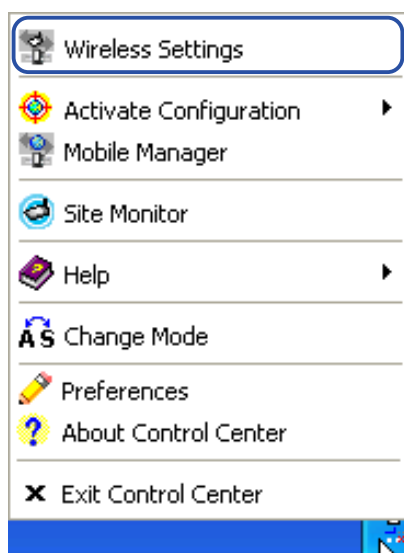 Wireless Settings
Activate Configuration
Mobile Manager
Site Monitor
Help
Change Mode
Preferences
About Control Center
Exit Control Center